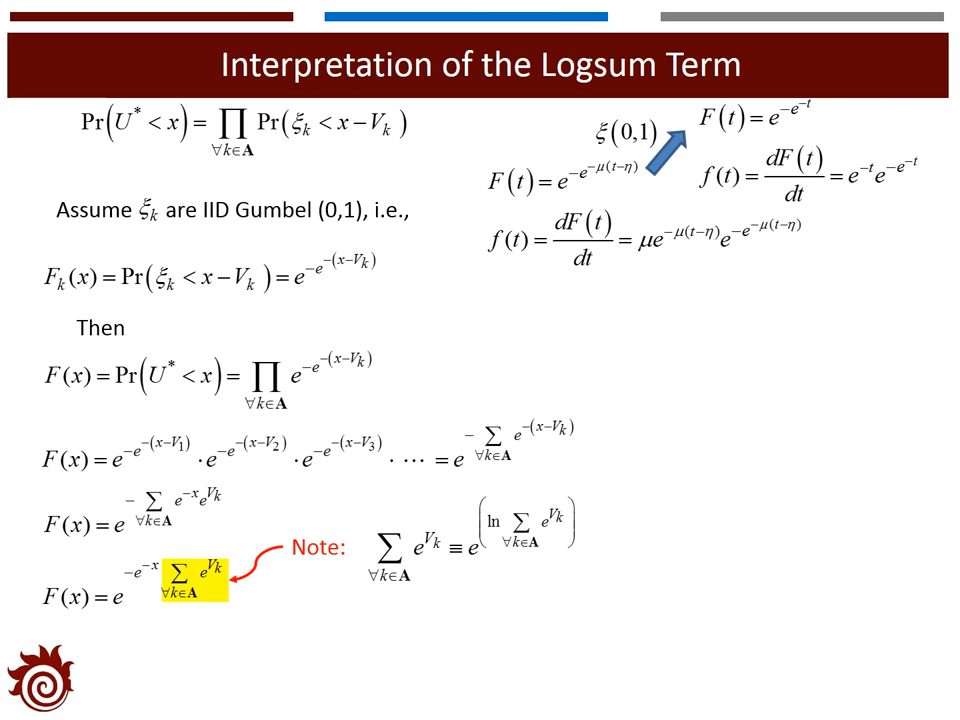 Interpretation of the Logsum Term
Pr(U* < x) = ∏_{∀k∈A} Pr(ξ_k < x − V_k)
Assume ξ_k are IID Gumbel (0,1), i.e.,
F_k(x) = Pr(ξ_k < x − V_k) = e^{−e^{−(x−V_k)}}
Then
F(x) = Pr(U* < x) = ∏_{∀k∈A} e^{−e^{−(x−V_k)}}
F(x) = e^{−e^{−(x−V_1)}} · e^{−e^{−(x−V_2)}} · e^{−e^{−(x−V_3)}} · ⋯ = e^{−∑_{∀k∈A} e^{−(x−V_k)}}
F(x) = e^{−∑_{∀k∈A} e^{−x}e^{V_k}}
F(x) = e^{−e^{−x} ∑_{∀k∈A} e^{V_k}}
Note: ∑_{∀k∈A} e^{V_k} ≡ e^{(ln ∑_{∀k∈A} e^{V_k})}
ξ(0,1)
F(t) = e^{−e^{−μ(t−η)}}
f(t) = dF(t)/dt = μe^{−μ(t−η)}e^{−e^{−μ(t−η)}}
F(t) = e^{−e^{−t}}
f(t) = dF(t)/dt = e^{−t}e^{−e^{−t}}